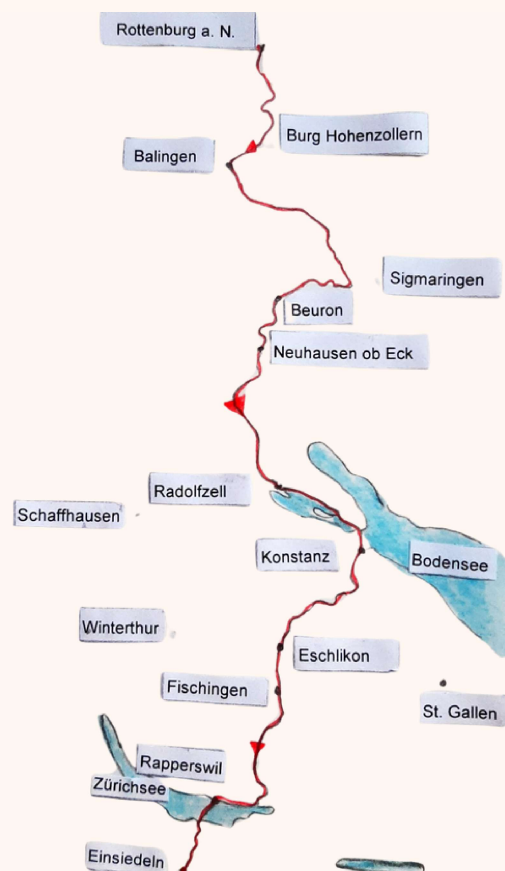 Rottenburg a. N.
Burg Hohenzollern
Balingen
Sigmaringen
Beuron
Neuhausen ob Eck
Radolfzell
Schaffhausen
Konstanz
Bodensee
Winterthur
Eschlikon
Fischingen
St. Gallen
Rapperswil
Zürichsee
Einsiedeln